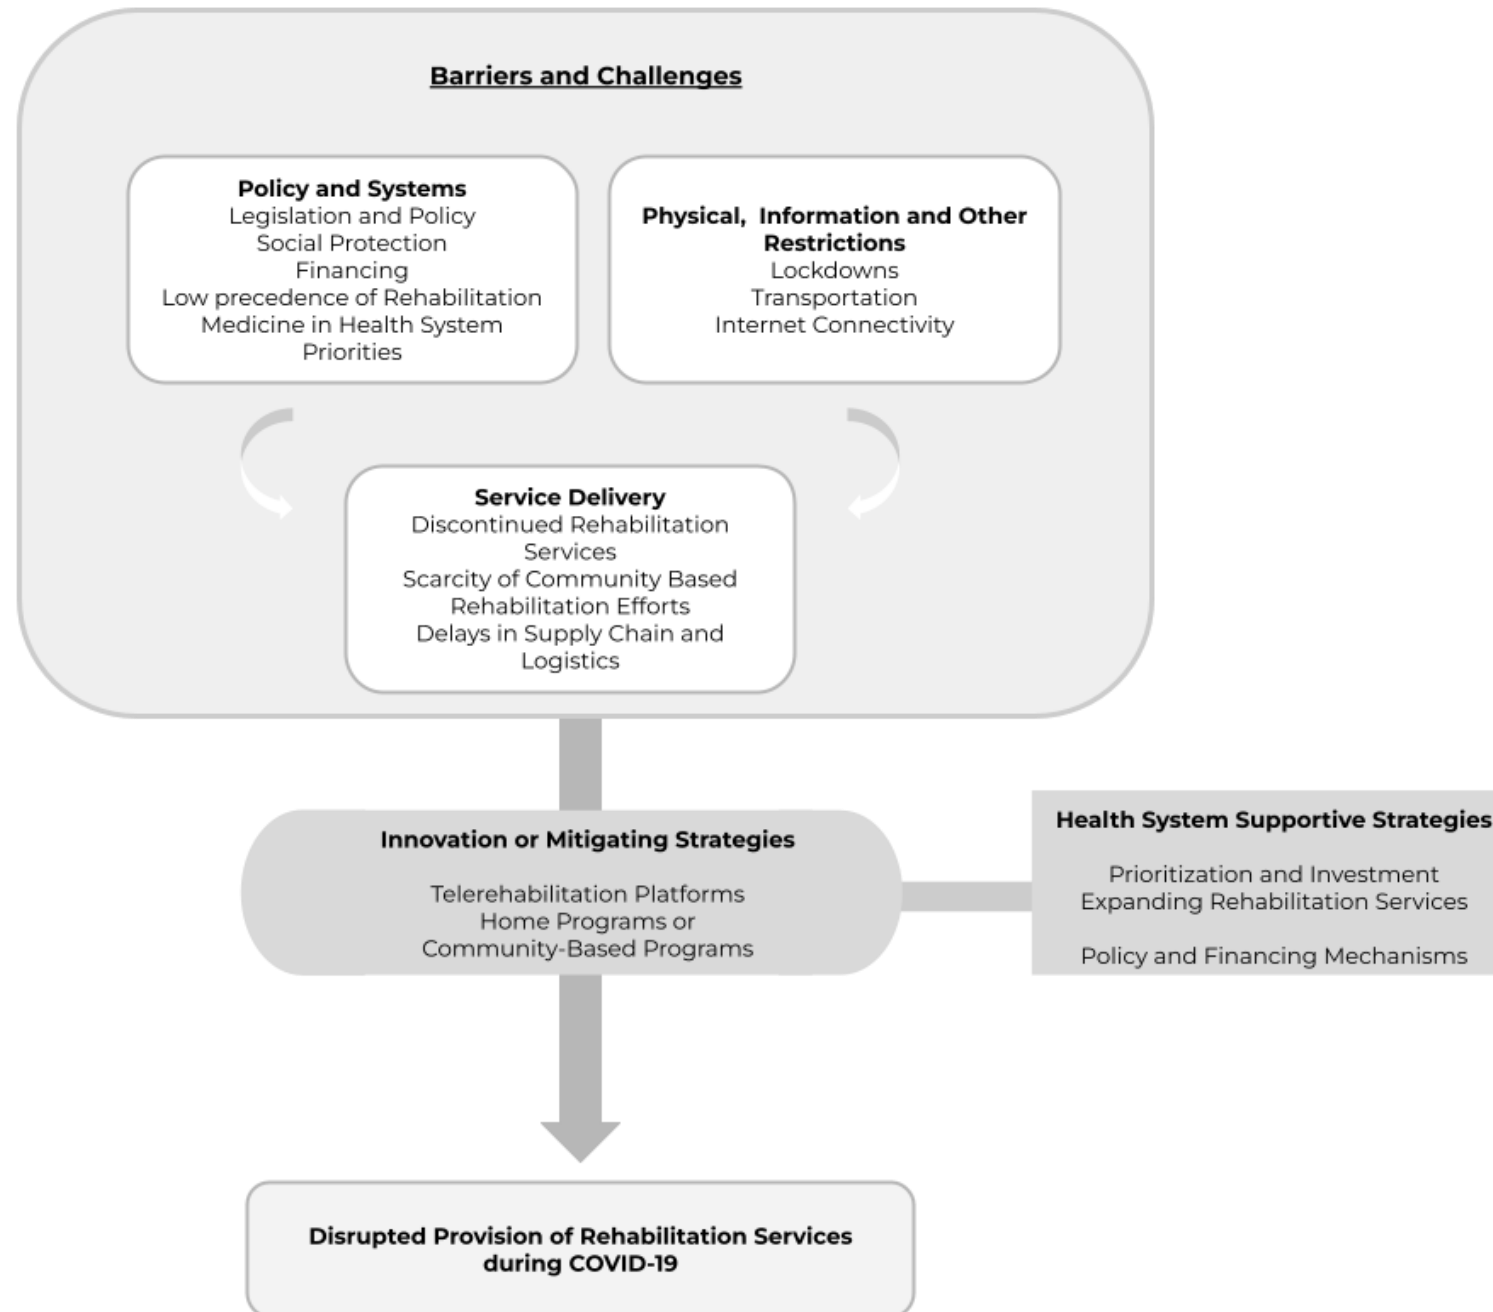 Barriers and Challenges
Policy and Systems
Legislation and Policy
Social Protection
Financing
Low precedence of Rehabilitation
Medicine in Health System
Priorities
Physical,  Information and Other
Restrictions
Lockdowns
Transportation
Internet Connectivity
Service Delivery
Discontinued Rehabilitation
Services
Scarcity of Community Based
Rehabilitation Efforts
Delays in Supply Chain and
Logistics
Innovation or Mitigating Strategies
Telerehabilitation Platforms
Home Programs or
Community-Based Programs
Health System Supportive Strategies
Prioritization and Investment
Expanding Rehabilitation Services
Policy and Financing Mechanisms
Disrupted Provision of Rehabilitation Services
during COVID-19